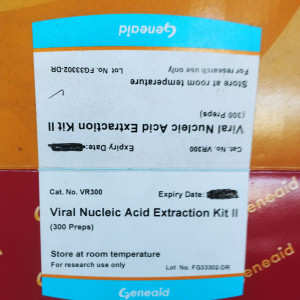 Geneaid
Lot No. FG33302-DR
For research use only
Store at room temperature
(300 Preps)
Viral Nucleic Acid Extraction Kit II
Cat. No. VR300 Expiry Date:
Cat. No. VR300 Expiry Date:
Viral Nucleic Acid Extraction Kit II
(300 Preps)
Store at room temperature
For research use only
Lot No. FG33302-DR
Geneaid
Geneaid
Geneaid